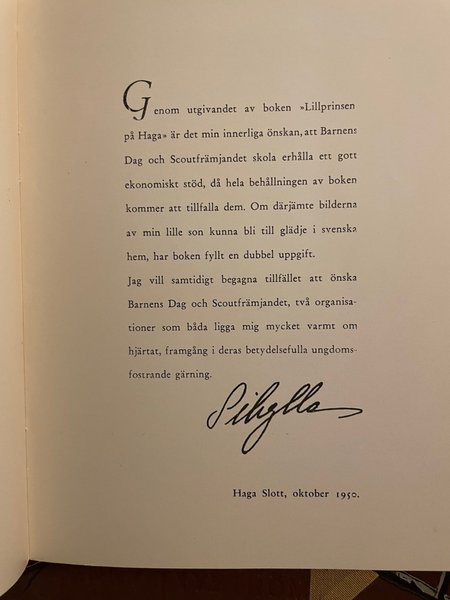 Genom utgivandet av boken »Lillprinsen
på Haga» är det min innerliga önskan, att Barnens
Dag och Scoutfrämjandet skola erhålla ett gott
ekonomiskt stöd, då hela behållningen av boken
kommer att tillfalla dem. Om därjämte bilderna
av min lille son kunna bli till glädje i svenska
hem, har boken fyllt en dubbel uppgift.
Jag vill samtidigt begagna tillfället att önska
Barnens Dag och Scoutfrämjandet, två organisa-
tioner som båda ligga mig mycket varmt om
hjärtat, framgång i deras betydelsefulla ungdoms-
fostrande gärning.
Sibylla
Haga Slott, oktober 1950.